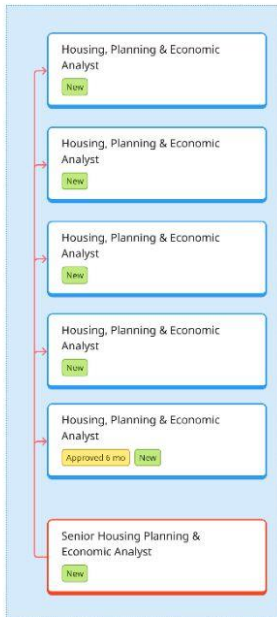 Housing, Planning & Economic
Analyst
New
Housing, Planning & Economic
Analyst
New
Housing, Planning & Economic
Analyst
New
Housing, Planning & Economic
Analyst
New
Housing, Planning & Economic
Analyst
Approved 6 mo New
Senior Housing Planning &
Economic Analyst
New